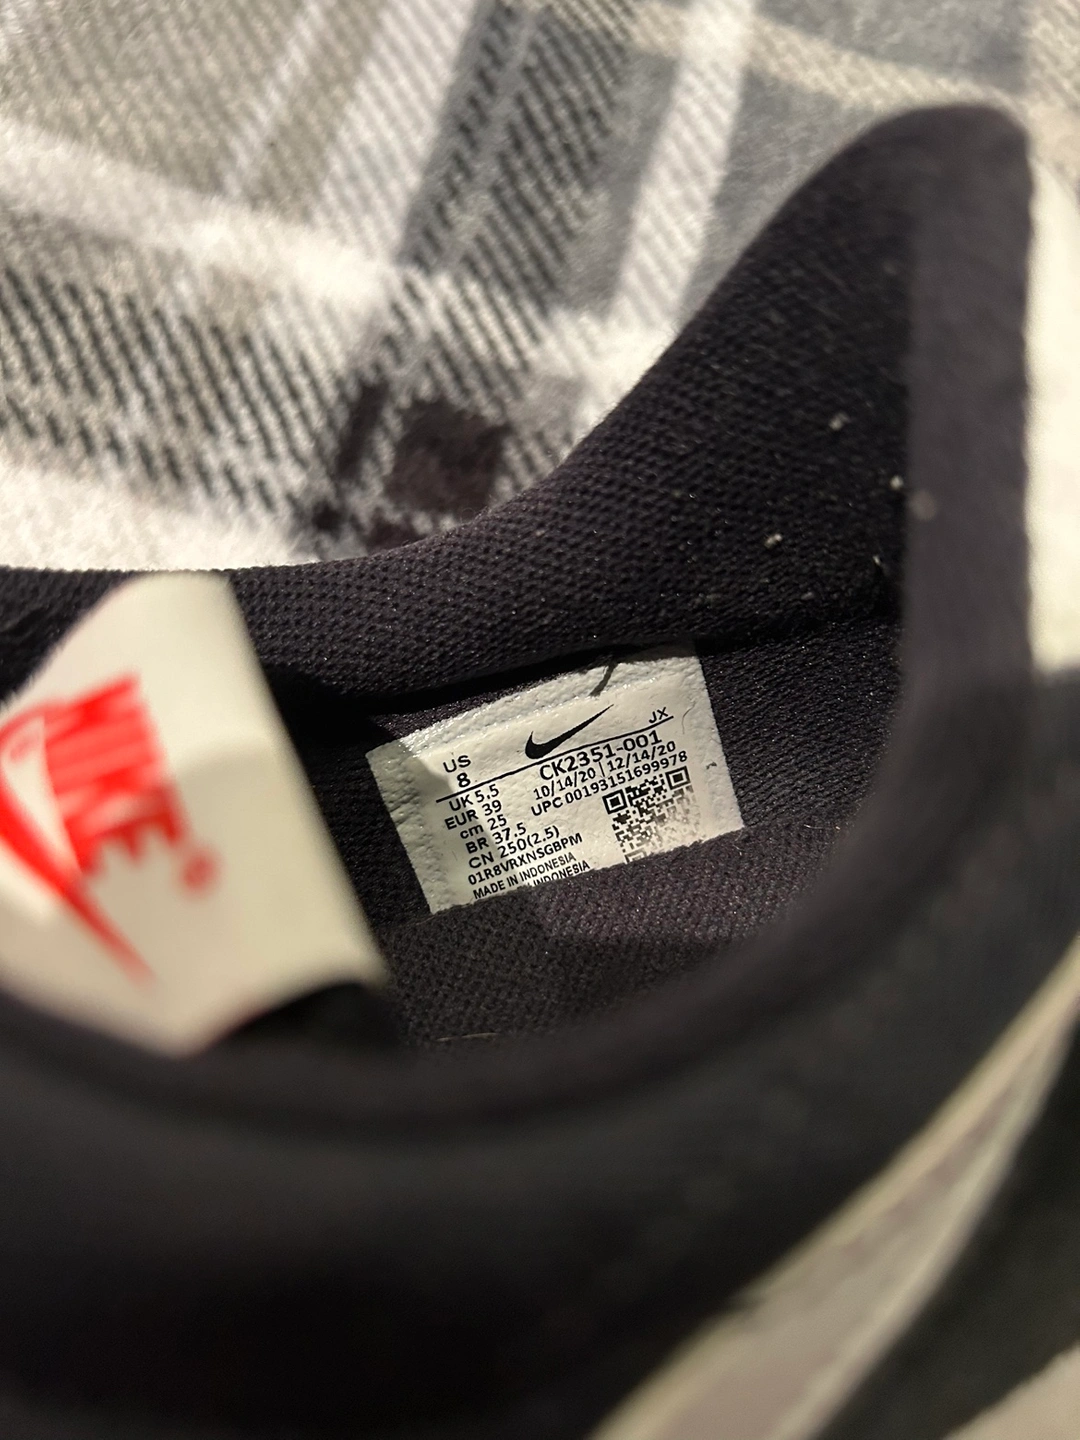 NIKE
JX
US
8
CK2351-001
UK 5.5
10/14/20 | 12/14/20
EUR 39
UPC 00193151699978
cm 25
BR 37.5
CN 250(2.5)
01R8VRXNSGBPM
MADE IN INDONESIA
INDONESIA